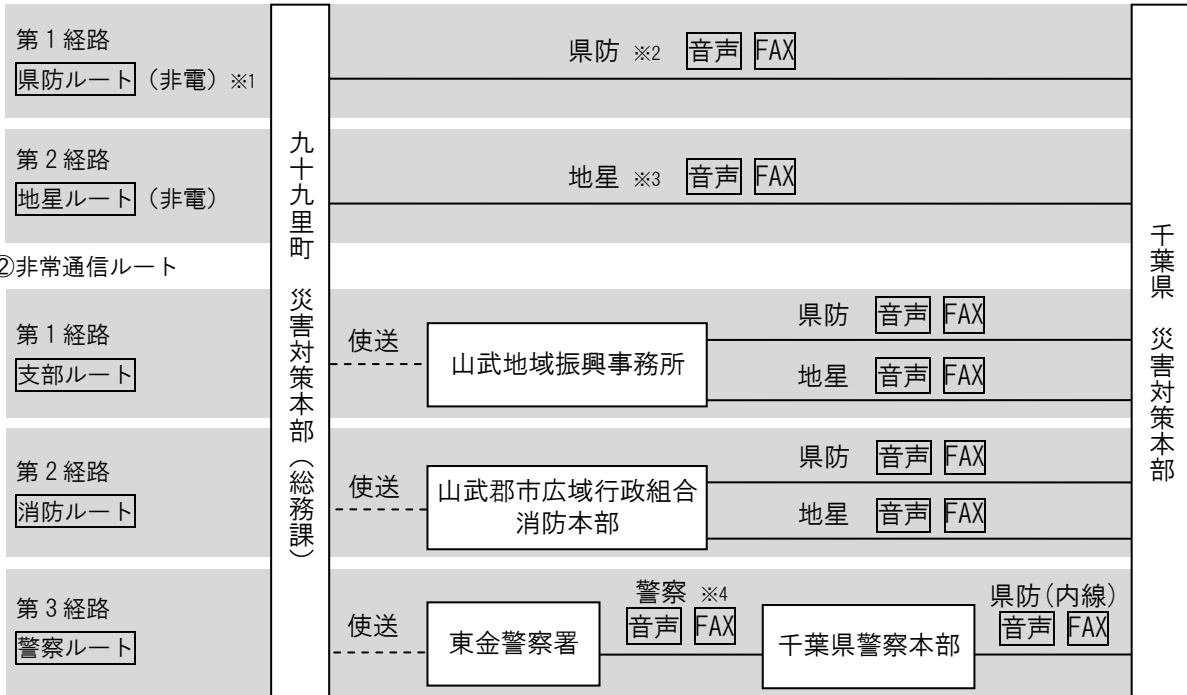 第１経路
県防ルート（非電）※1
県防 ※2 音声 FAX
第２経路
地星ルート（非電）
地星 ※3 音声 FAX
②非常通信ルート
第１経路
支部ルート
使送
山武地域振興事務所
県防 音声 FAX
地星 音声 FAX
第２経路
消防ルート
使送
山武郡市広域行政組合
消防本部
県防 音声 FAX
地星 音声 FAX
第３経路
警察ルート
使送
東金警察署
警察 ※4
音声 FAX
千葉県警察本部
県防(内線)
音声 FAX
九十九里町 災害対策本部（総務課）
千葉県 災害対策本部